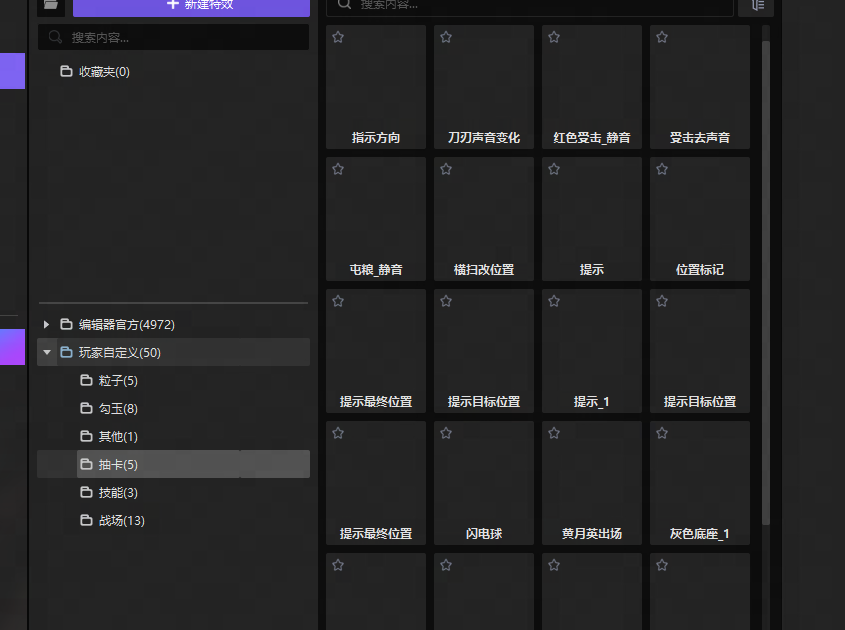 新建特效
搜索内容...
搜索内容...
收藏夹(0)
编辑器官方(4972)
玩家自定义(50)
粒子(5)
勾玉(8)
其他(1)
抽卡(5)
技能(3)
战场(13)
指示方向
刀刃声音变化
红色受击_静音
受击去声音
屯粮_静音
横扫改位置
提示
位置标记
提示最终位置
提示目标位置
提示_1
提示目标位置
提示最终位置
闪电球
黄月英出场
灰色底座_1